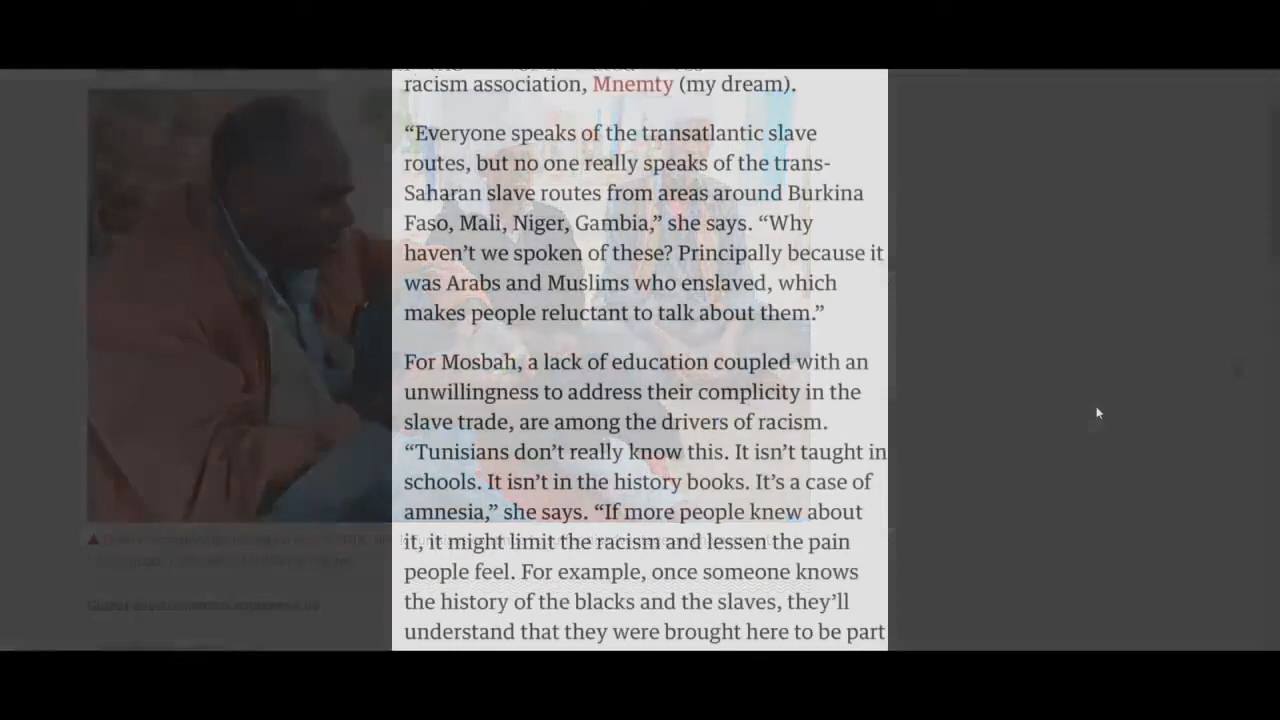 racism association, Mnemty (my dream).
“Everyone speaks of the transatlantic slave
routes, but no one really speaks of the trans-
Saharan slave routes from areas around Burkina
Faso, Mali, Niger, Gambia,” she says. “Why
haven’t we spoken of these? Principally because it
was Arabs and Muslims who enslaved, which
makes people reluctant to talk about them.”
For Mosbah, a lack of education coupled with an
unwillingness to address their complicity in the
slave trade, are among the drivers of racism.
“Tunisians don’t really know this. It isn’t taught in
schools. It isn’t in the history books. It’s a case of
amnesia,” she says. “If more people knew about
it, it might limit the racism and lessen the pain
people feel. For example, once someone knows
the history of the blacks and the slaves, they’ll
understand that they were brought here to be part